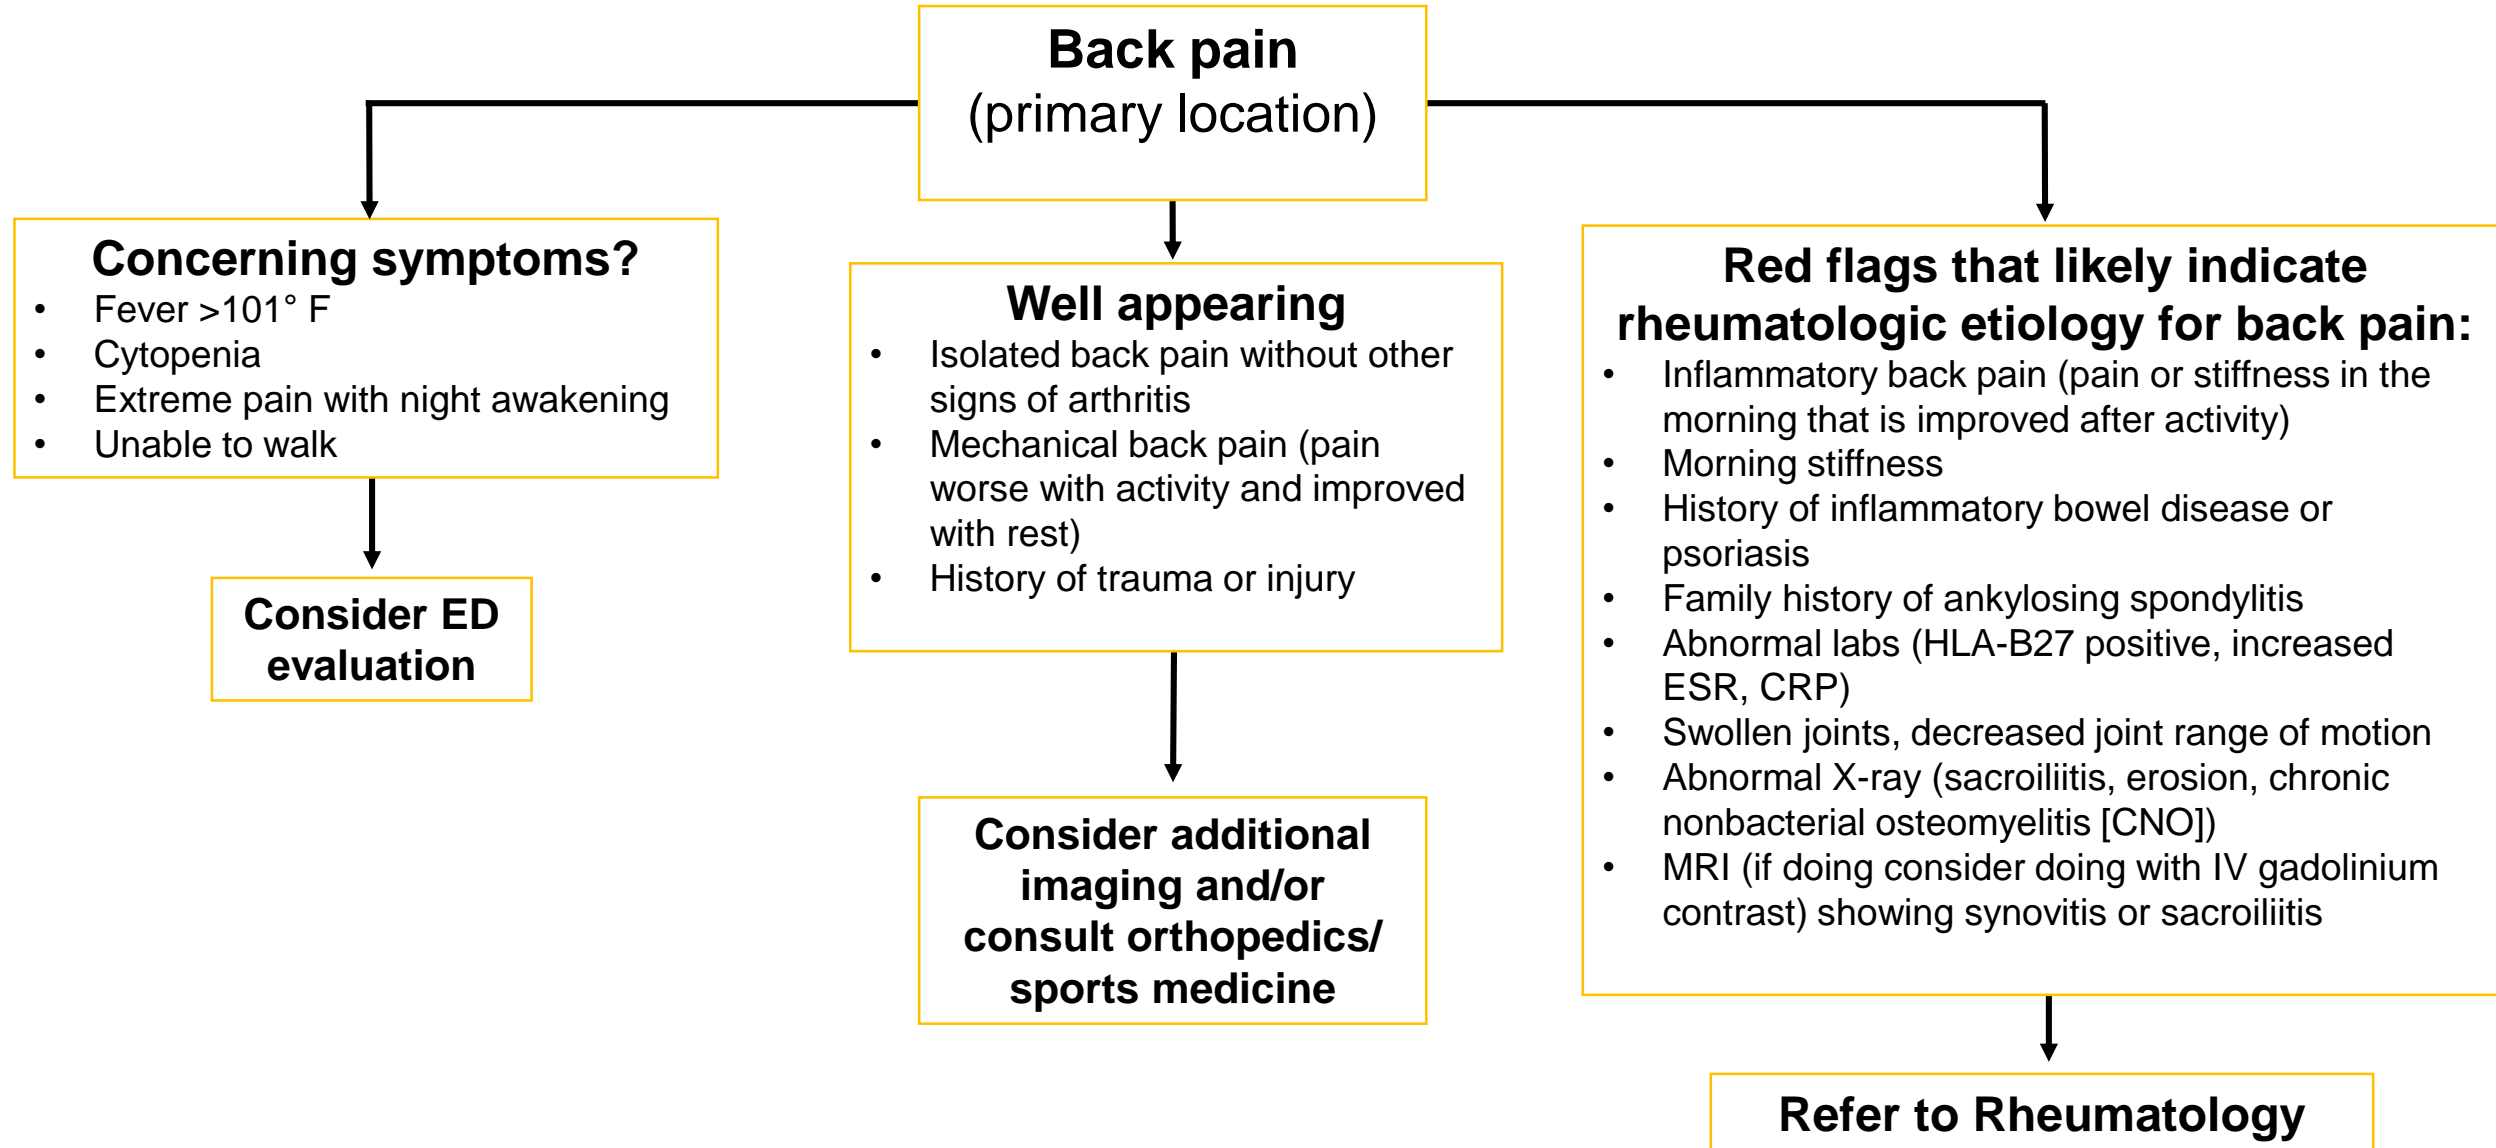 Back pain
(primary location)
Concerning symptoms?
• Fever >101° F
• Cytopenia
• Extreme pain with night awakening
• Unable to walk
Consider ED
evaluation
Well appearing
• Isolated back pain without other
signs of arthritis
• Mechanical back pain (pain
worse with activity and improved
with rest)
• History of trauma or injury
Consider additional
imaging and/or
consult orthopedics/
sports medicine
Red flags that likely indicate
rheumatologic etiology for back pain:
• Inflammatory back pain (pain or stiffness in the
morning that is improved after activity)
• Morning stiffness
• History of inflammatory bowel disease or
psoriasis
• Family history of ankylosing spondylitis
• Abnormal labs (HLA-B27 positive, increased
ESR, CRP)
• Swollen joints, decreased joint range of motion
• Abnormal X-ray (sacroiliitis, erosion, chronic
nonbacterial osteomyelitis [CNO])
• MRI (if doing consider doing with IV gadolinium
contrast) showing synovitis or sacroiliitis
Refer to Rheumatology